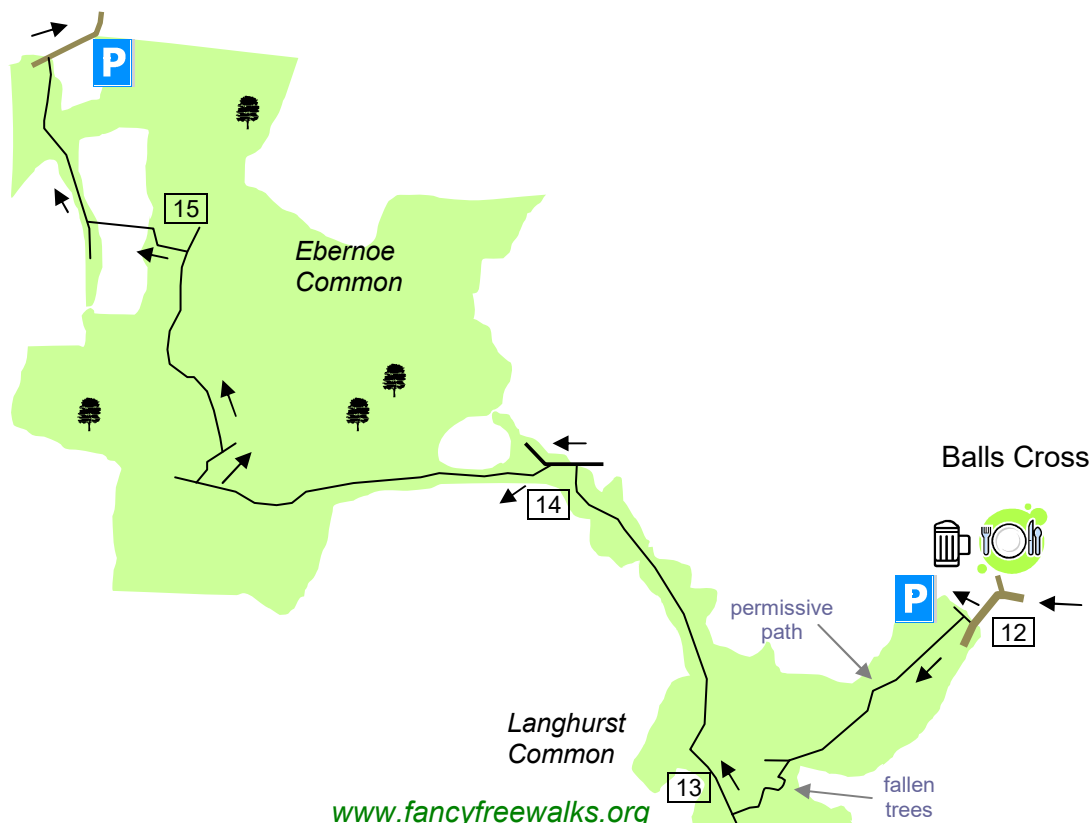 P
15
Ebernoe
Common
Balls Cross
14
P
permissive
path
12
Langhurst
Common
13
fallen
trees
www.fancyfreewalks.org